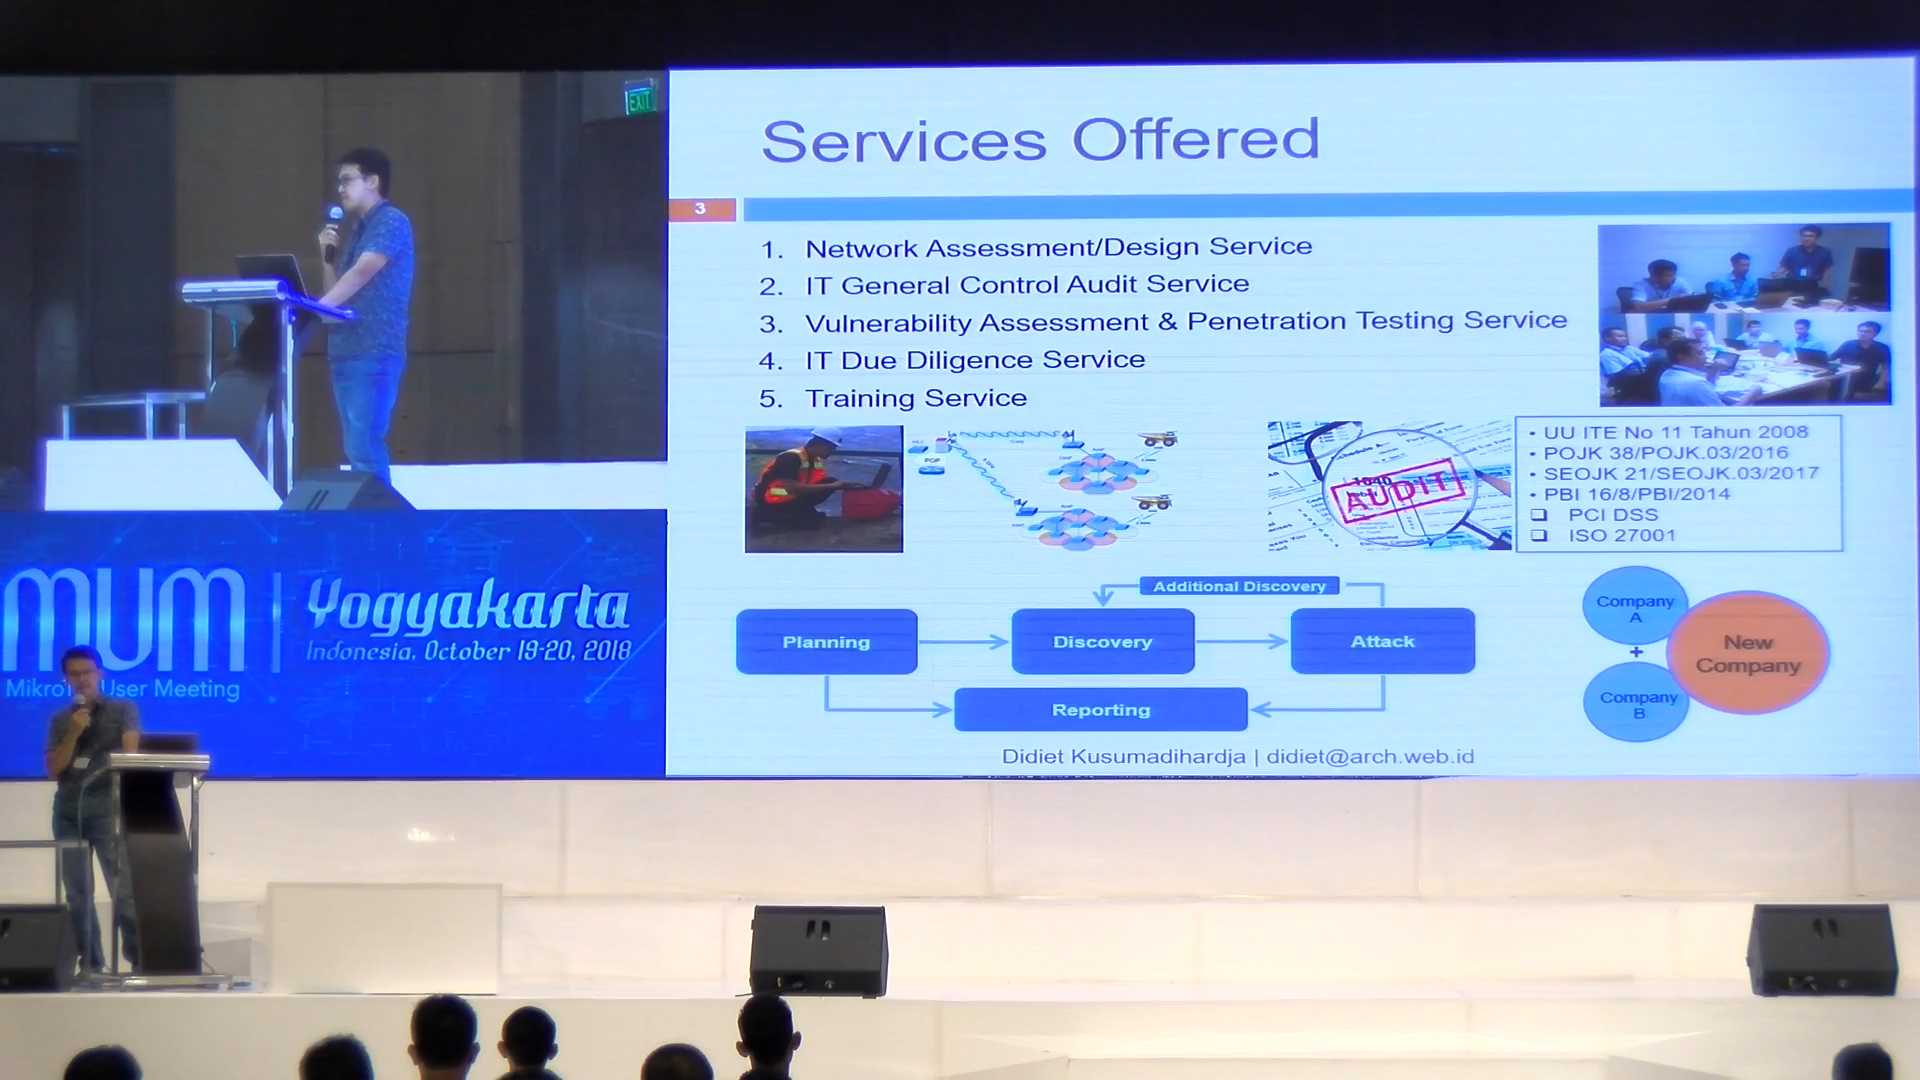 EXIT
Services Offered
3
1. Network Assessment/Design Service
2. IT General Control Audit Service
3. Vulnerability Assessment & Penetration Testing Service
4. IT Due Diligence Service
5. Training Service
POP
1040
AUDIT
• UU ITE No 11 Tahun 2008
• POJK 38/POJK.03/2016
• SEOJK 21/SEOJK.03/2017
• PBI 16/8/PBI/2014
❑ PCI DSS
❑ ISO 27001
Additional Discovery
Planning
Discovery
Attack
Reporting
Company
A
+
Company
B
New
Company
Didiet Kusumadihardja | didiet@arch.web.id
MUM
Yogyakarta
Indonesia, October 19-20, 2018
User Meeting